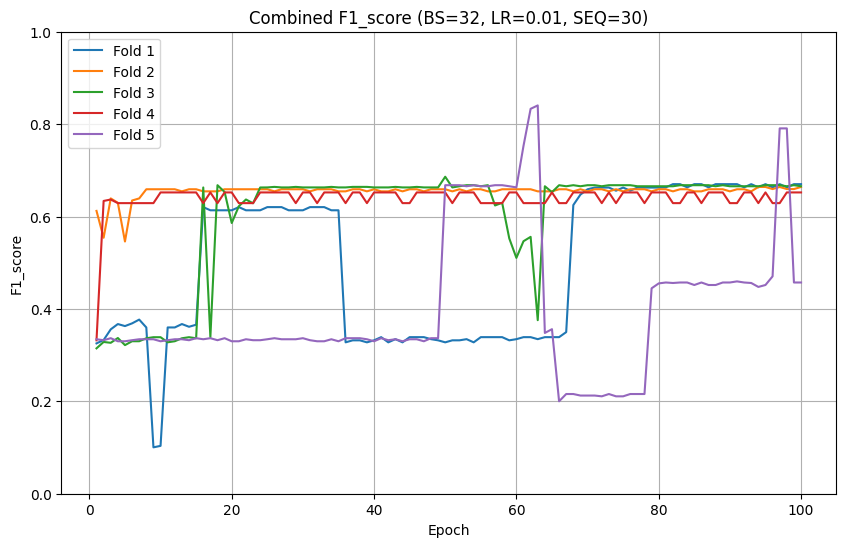 Combined F1_score (BS=32, LR=0.01, SEQ=30)
Fold 1
Fold 2
Fold 3
Fold 4
Fold 5
F1_score
1.0
0.8
0.6
0.4
0.2
0.0
0 20 40 60 80 100
Epoch